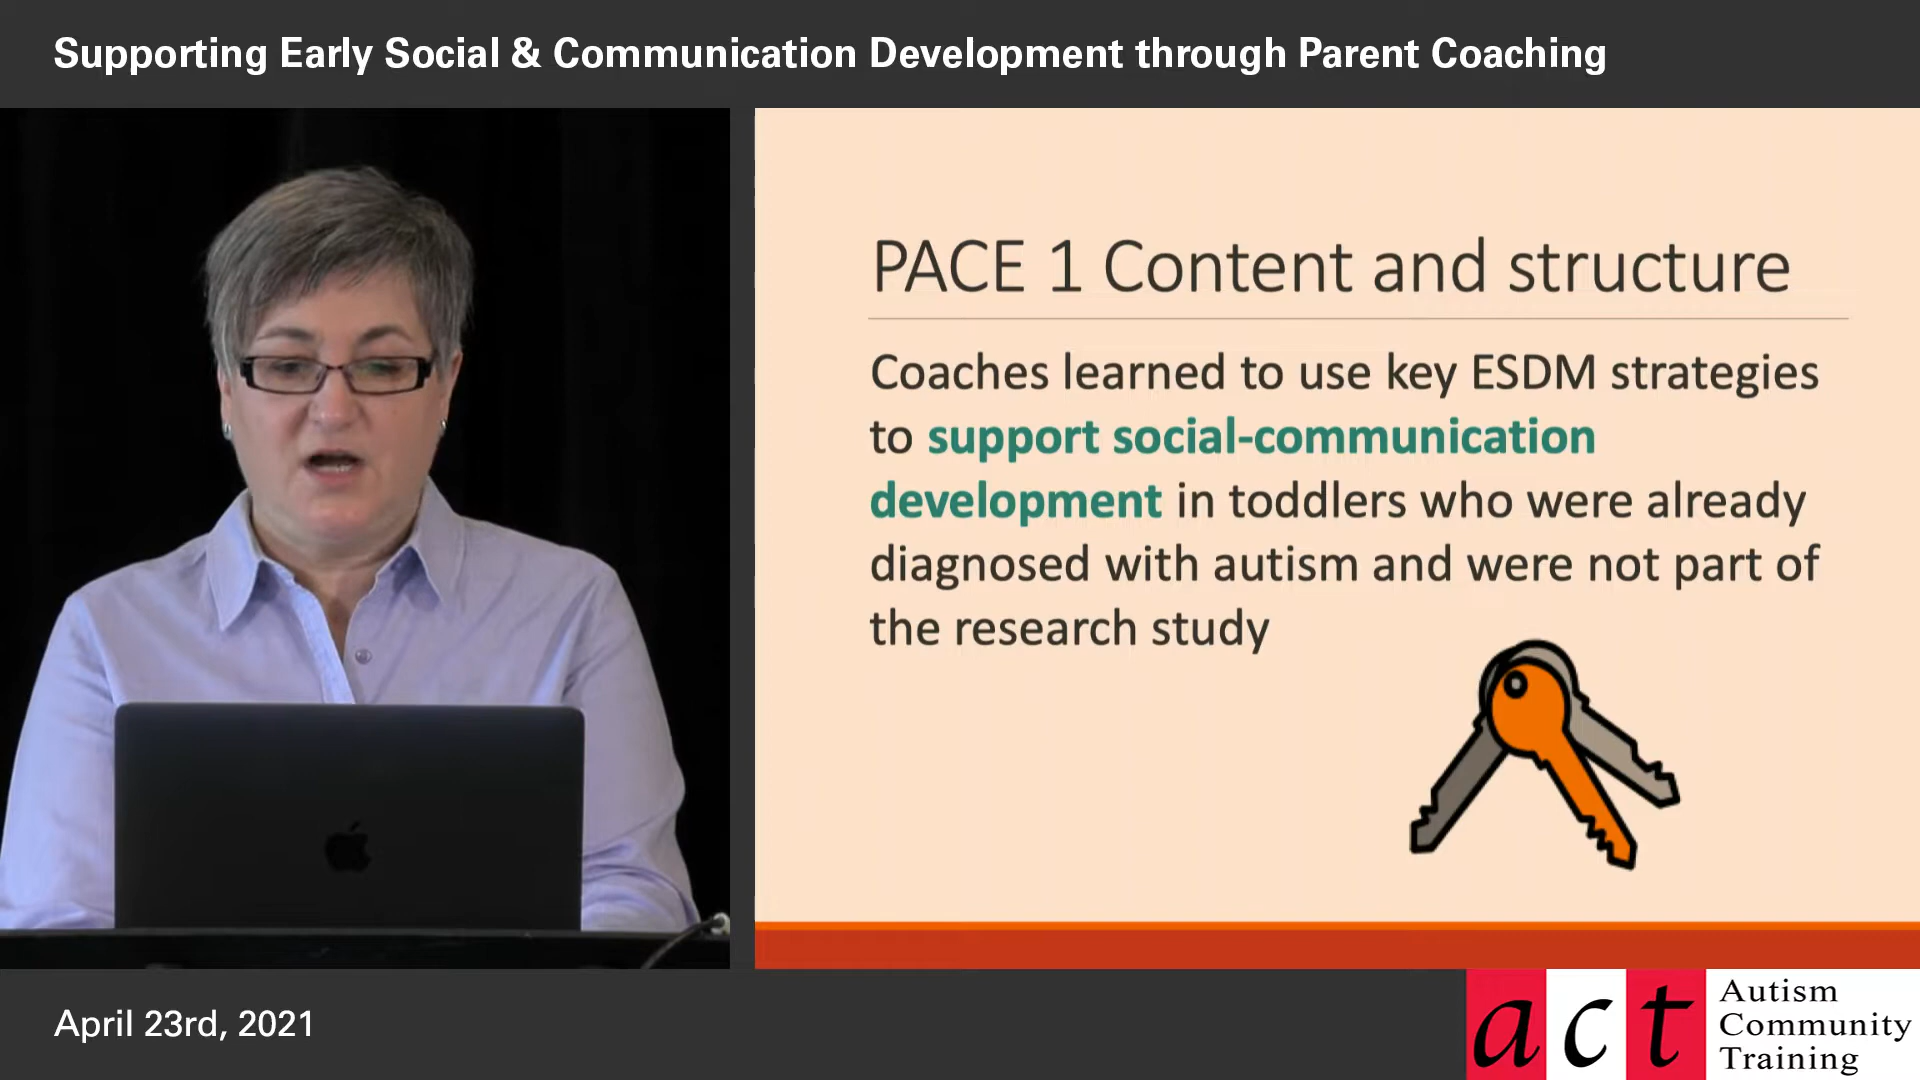 Supporting Early Social & Communication Development through Parent Coaching
PACE 1 Content and structure
Coaches learned to use key ESDM strategies
to support social-communication
development in toddlers who were already
diagnosed with autism and were not part of
the research study
April 23rd, 2021
act
Autism
Community
Training